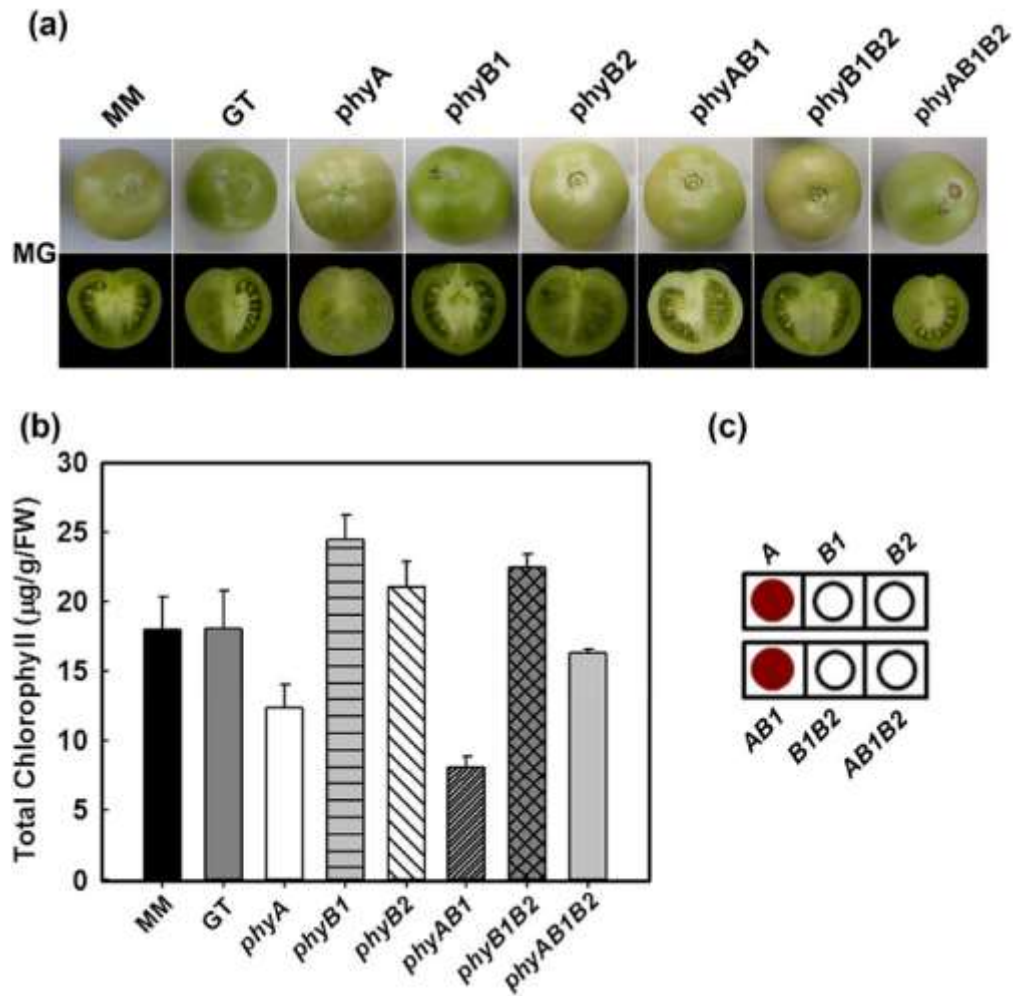 (a)
MM GT phyA phyB1 phyB2 phyAB1 phyB1B2 phyAB1B2
MG
(b)
(c)
Total Chlorophyll (µg/g/FW)
30
25
20
15
10
5
0
MM GT phyA phyB1 phyB2 phyAB1 phyB1B2 phyAB1B2
A B1 B2
AB1 B1B2 AB1B2